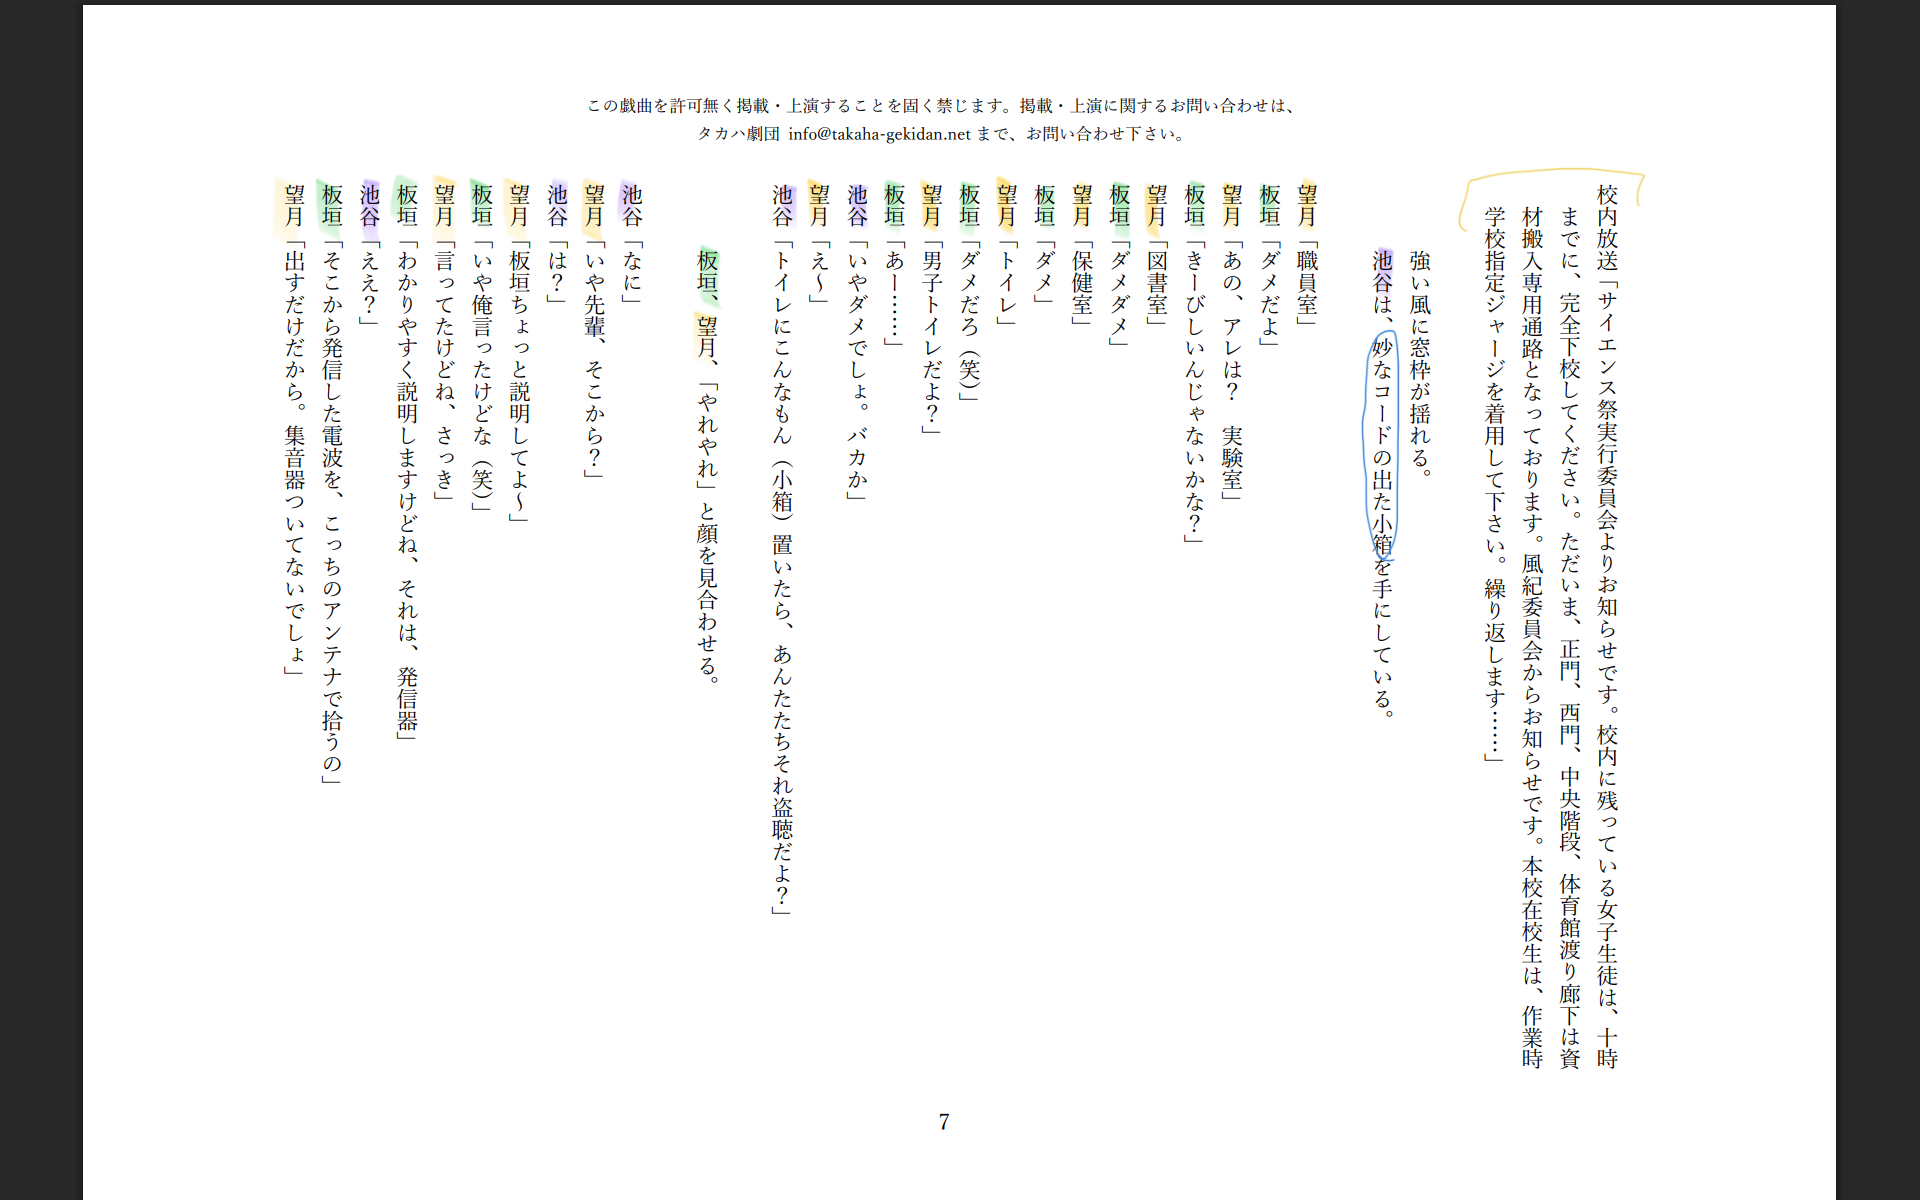 この戯曲を許可無く掲載・上演することを固く禁じます。掲載・上演に関するお問い合わせは、
タカハ劇団 info@takaha-gekidan.net まで、お問い合わせ下さい。
校内放送「サイエンス祭実行委員会よりお知らせです。校内に残っている女子生徒は、十時
までに、完全下校してください。ただいま、正門、西門、中央階段、体育館渡り廊下は資
材搬入専用通路となっております。風紀委員会からお知らせです。本校在校生は、作業時
学校指定ジャージを着用して下さい。繰り返します……」
強い風に窓枠が揺れる。
池谷は、妙なコードの出た小箱を手にしている。
望月「職員室」
板垣「ダメだよ」
望月「あの、アレは？　実験室」
板垣「きーびしいんじゃないかな？」
望月「図書室」
板垣「ダメダメ」
望月「保健室」
板垣「ダメ」
望月「トイレ」
板垣「ダメだろ（笑）」
望月「男子トイレだよ？」
板垣「あー……」
池谷「いやダメでしょ。バカか」
望月「え〜」
池谷「トイレにこんなもん（小箱）置いたら、あんたたちそれ盗聴だよ？」
板垣、望月、「やれやれ」と顔を見合わせる。
池谷「なに」
望月「いや先輩、そこから？」
池谷「は？」
望月「板垣ちょっと説明してよ〜」
板垣「いや俺言ったけどな（笑）」
望月「言ってたけどね、さっき」
板垣「わかりやすく説明しますけどね、それは、発信器」
池谷「ええ？」
板垣「そこから発信した電波を、こっちのアンテナで拾うの」
望月「出すだけだから。集音器ついてないでしょ」
7